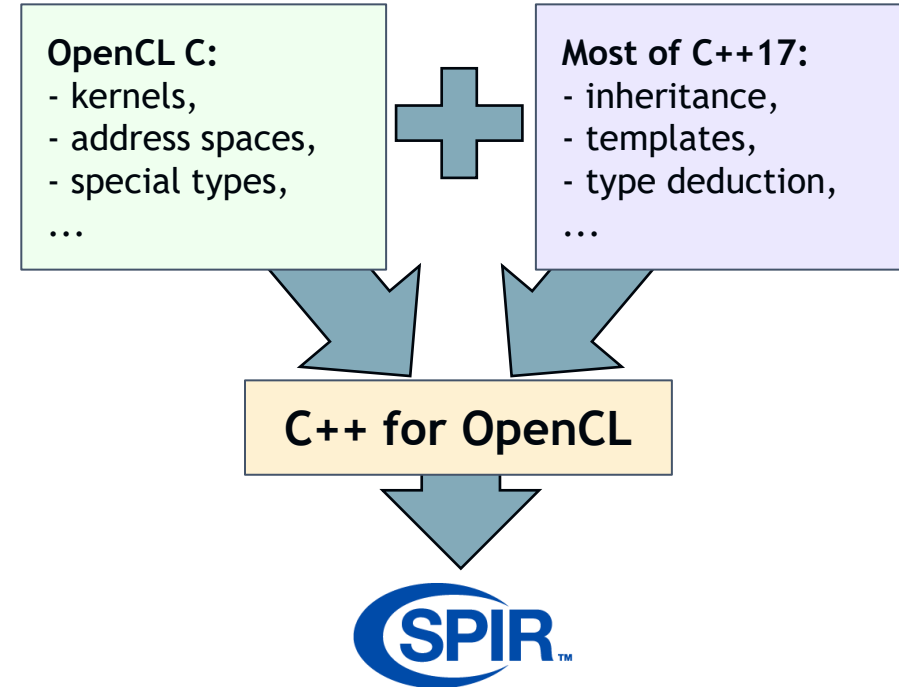 OpenCL C:
- kernels,
- address spaces,
- special types,
...
Most of C++17:
- inheritance,
- templates,
- type deduction,
...
C++ for OpenCL
SPIR™